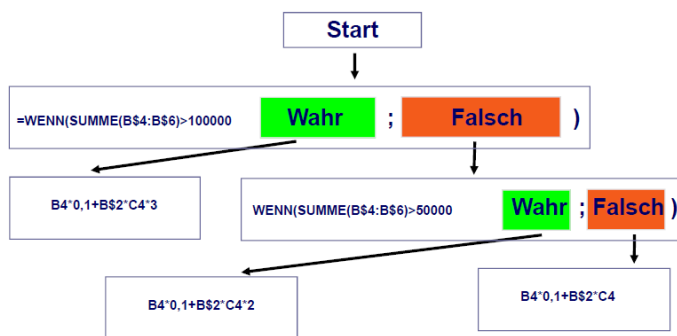 Start
=WENN(SUMME(B$4:B$6)>100000 Wahr ; Falsch )
B4*0,1+B$2*C4*3
WENN(SUMME(B$4:B$6)>50000 Wahr ; Falsch )
B4*0,1+B$2*C4*2
B4*0,1+B$2*C4